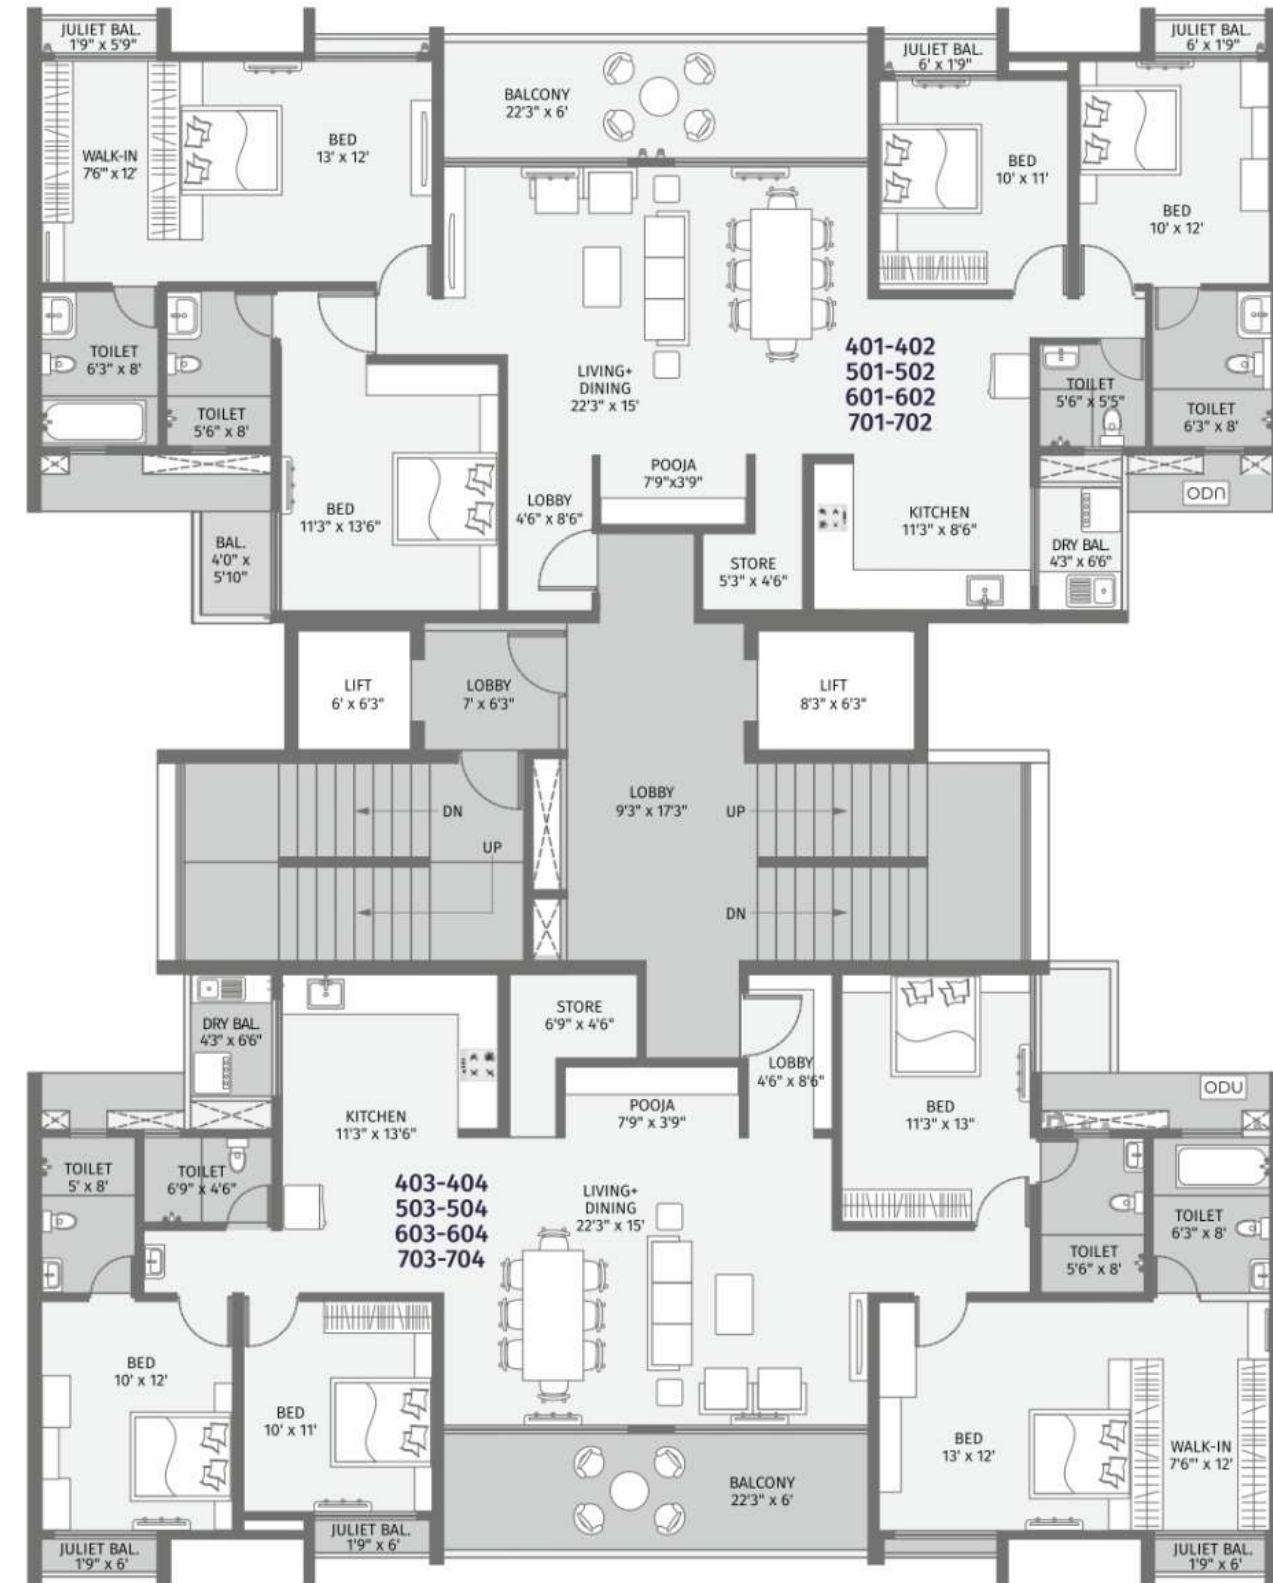 JULIET BAL.
1'9" x 5'9"
JULIET BAL.
6' x 1'9"
JULIET BAL.
6' x 1'9"
BALCONY
22'3" x 6'
WALK-IN
7'6"' x 12'
BED
13' x 12'
BED
10' x 11'
BED
10' x 12'
TOILET
6'3" x 8'
TOILET
5'6" x 8'
LIVING+
DINING
22'3" x 15'
401-402
501-502
601-602
701-702
TOILET
5'6" x 5'5"
TOILET
6'3" x 8'
POOJA
7'9"x3'9"
LOBBY
4'6" x 8'6"
BED
11'3" x 13'6"
KITCHEN
11'3" x 8'6"
ODU
BAL.
4'0" x
5'10"
STORE
5'3" x 4'6"
DRY BAL.
4'3" x 6'6"
LIFT
6' x 6'3"
LOBBY
7' x 6'3"
LIFT
8'3" x 6'3"
LOBBY
9'3" x 17'3"
DN
UP
UP
DN
STORE
6'9" x 4'6"
DRY BAL.
4'3" x 6'6"
LOBBY
4'6" x 8'6"
ODU
KITCHEN
11'3" x 13'6"
POOJA
7'9" x 3'9"
BED
11'3" x 13"
TOILET
5' x 8'
TOILET
6'9" x 4'6"
403-404
503-504
603-604
703-704
LIVING+
DINING
22'3" x 15'
TOILET
5'6" x 8'
TOILET
6'3" x 8'
BED
10' x 12'
BED
10' x 11'
BED
13' x 12'
WALK-IN
7'6"' x 12'
BALCONY
22'3" x 6'
JULIET BAL.
1'9" x 6'
JULIET BAL.
1'9" x 6'
JULIET BAL.
1'9" x 6'